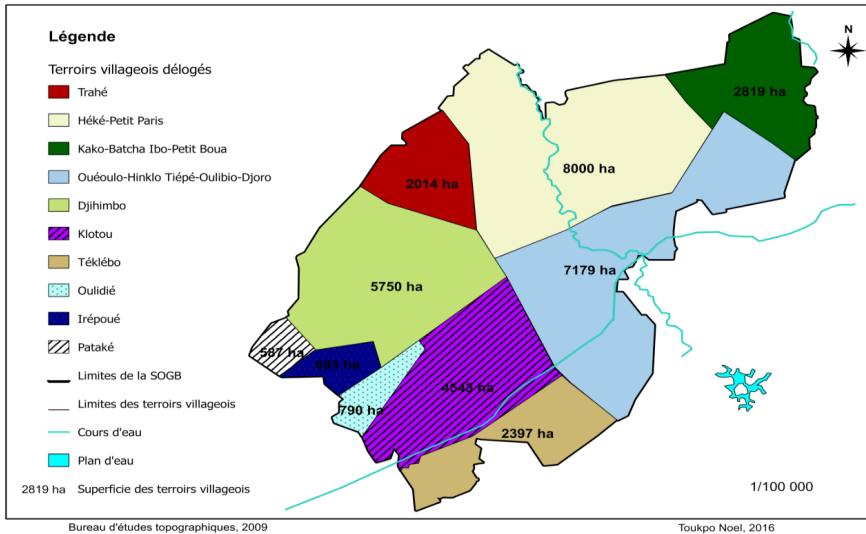 Légende
Terroirs villageois délogés
Trahé
Héké-Petit Paris
Kako-Batcha Ibo-Petit Boua
Ouéoulo-Hinklo Tiépé-Oulibio-Djoro
Djihimbo
Klotou
Téklébo
Oulidié
Irépoué
Pataké
Limites de la SOGB
Limites des terroirs villageois
Cours d'eau
Plan d'eau
2819 ha Superficie des terroirs villageois
N
2819 ha
8000 ha
2014 ha
7179 ha
5750 ha
587 ha
693 ha
4543 ha
790 ha
2397 ha
1/100 000
Bureau d'études topographiques, 2009
Toukpo Noel, 2016